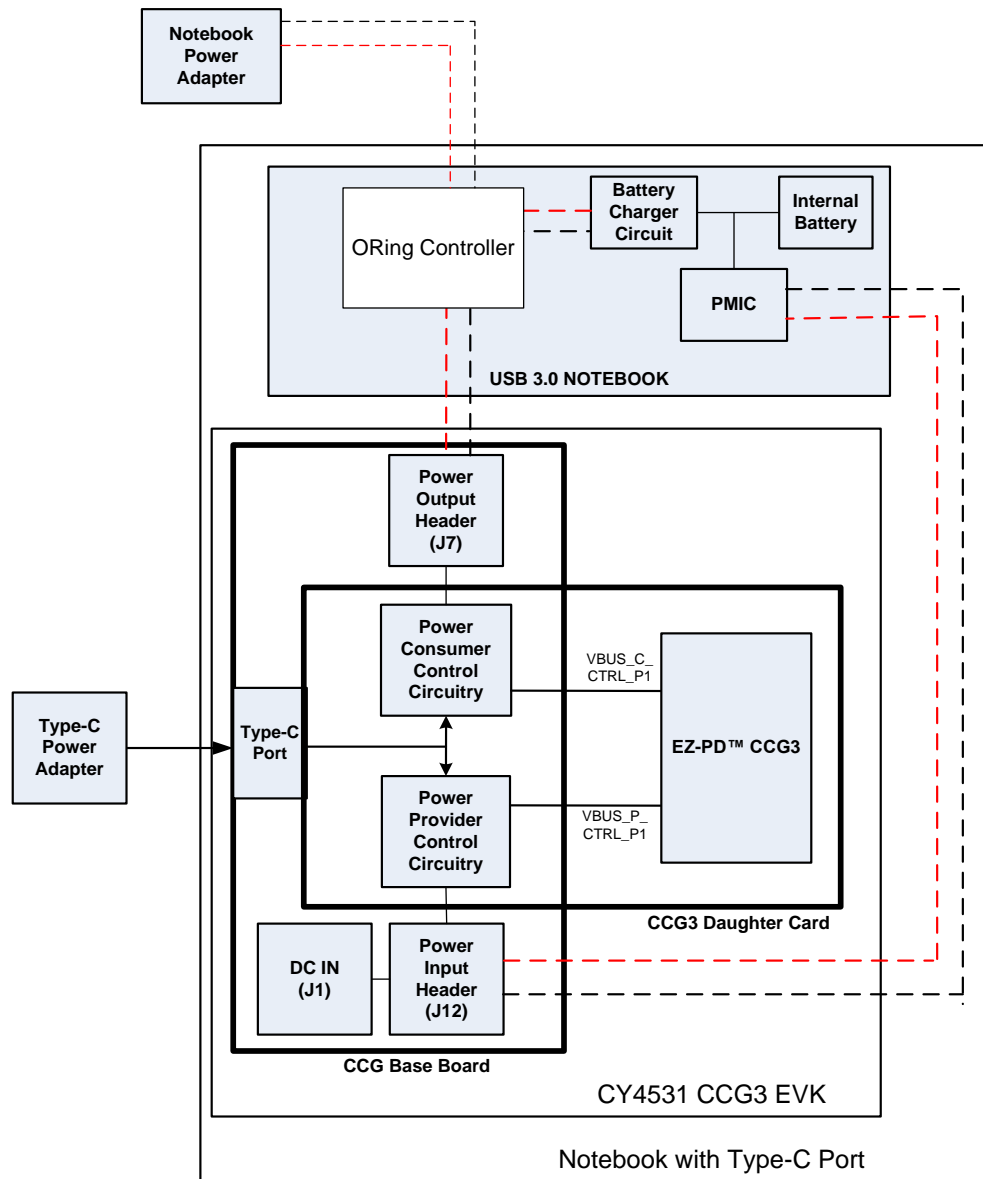 Notebook
Power
Adapter
ORing Controller
Battery
Charger
Circuit
Internal
Battery
PMIC
USB 3.0 NOTEBOOK
Power
Output
Header
(J7)
Power
Consumer
Control
Circuitry
VBUS_C_
CTRL_P1
EZ-PD™ CCG3
Type-C
Power
Adapter
Type-C
Port
Power
Provider
Control
Circuitry
VBUS_P_
CTRL_P1
CCG3 Daughter Card
DC IN
(J1)
Power
Input
Header
(J12)
CCG Base Board
CY4531 CCG3 EVK
Notebook with Type-C Port